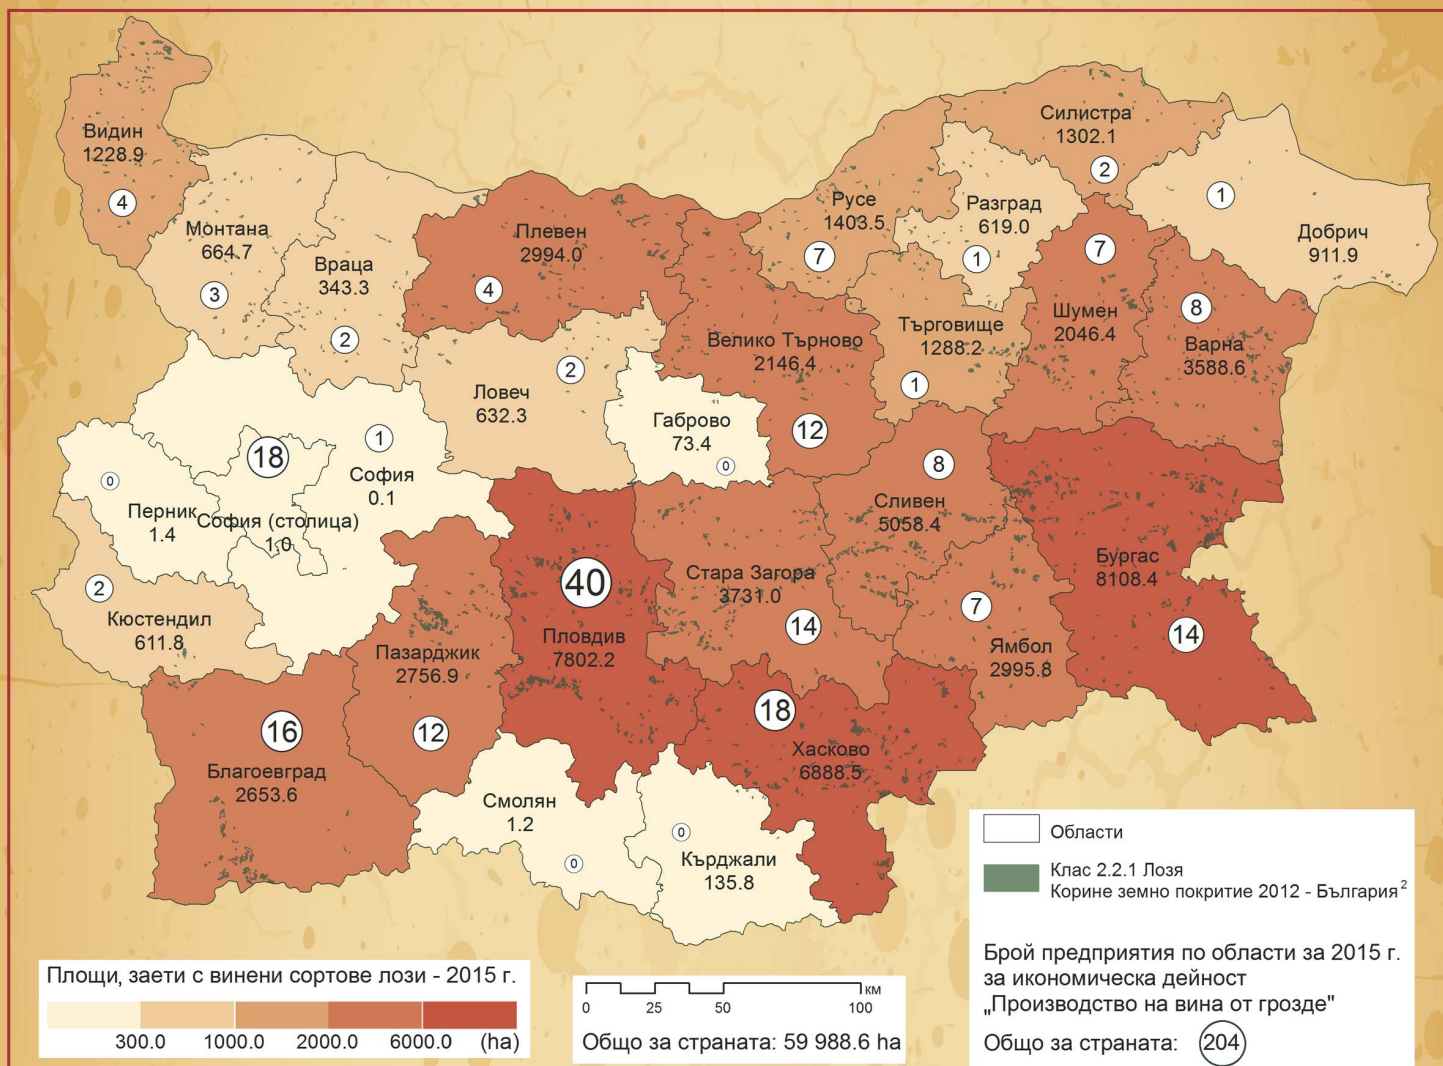 Видин
1228.9
4
Монтана
664.7
3
Враца
343.3
2
Плевен
2994.0
4
Ловеч
632.3
2
Габрово
73.4
0
Велико Търново
2146.4
12
Русе
1403.5
7
Силистра
1302.1
2
Разград
619.0
1
Добрич
911.9
1
Търговище
1288.2
1
Шумен
2046.4
7
Варна
3588.6
8
18
София (столица)
1.0
София
0.1
1
Перник
1.4
0
Кюстендил
611.8
2
Благоевград
2653.6
16
Пазарджик
2756.9
12
Пловдив
7802.2
40
Стара Загора
3731.0
14
Сливен
5058.4
8
Ямбол
2995.8
7
Бургас
8108.4
14
Хасково
6888.5
18
Смолян
1.2
0
Кърджали
135.8
0
Площи, заети с винени сортове лози - 2015 г.
300.0 1000.0 2000.0 6000.0 (ha)
км
0 25 50 100
Общо за страната: 59 988.6 ha
Области
Клас 2.2.1 Лозя
Корине земно покритие 2012 - България²
Брой предприятия по области за 2015 г.
за икономическа дейност
„Производство на вина от грозде"
Общо за страната: 204